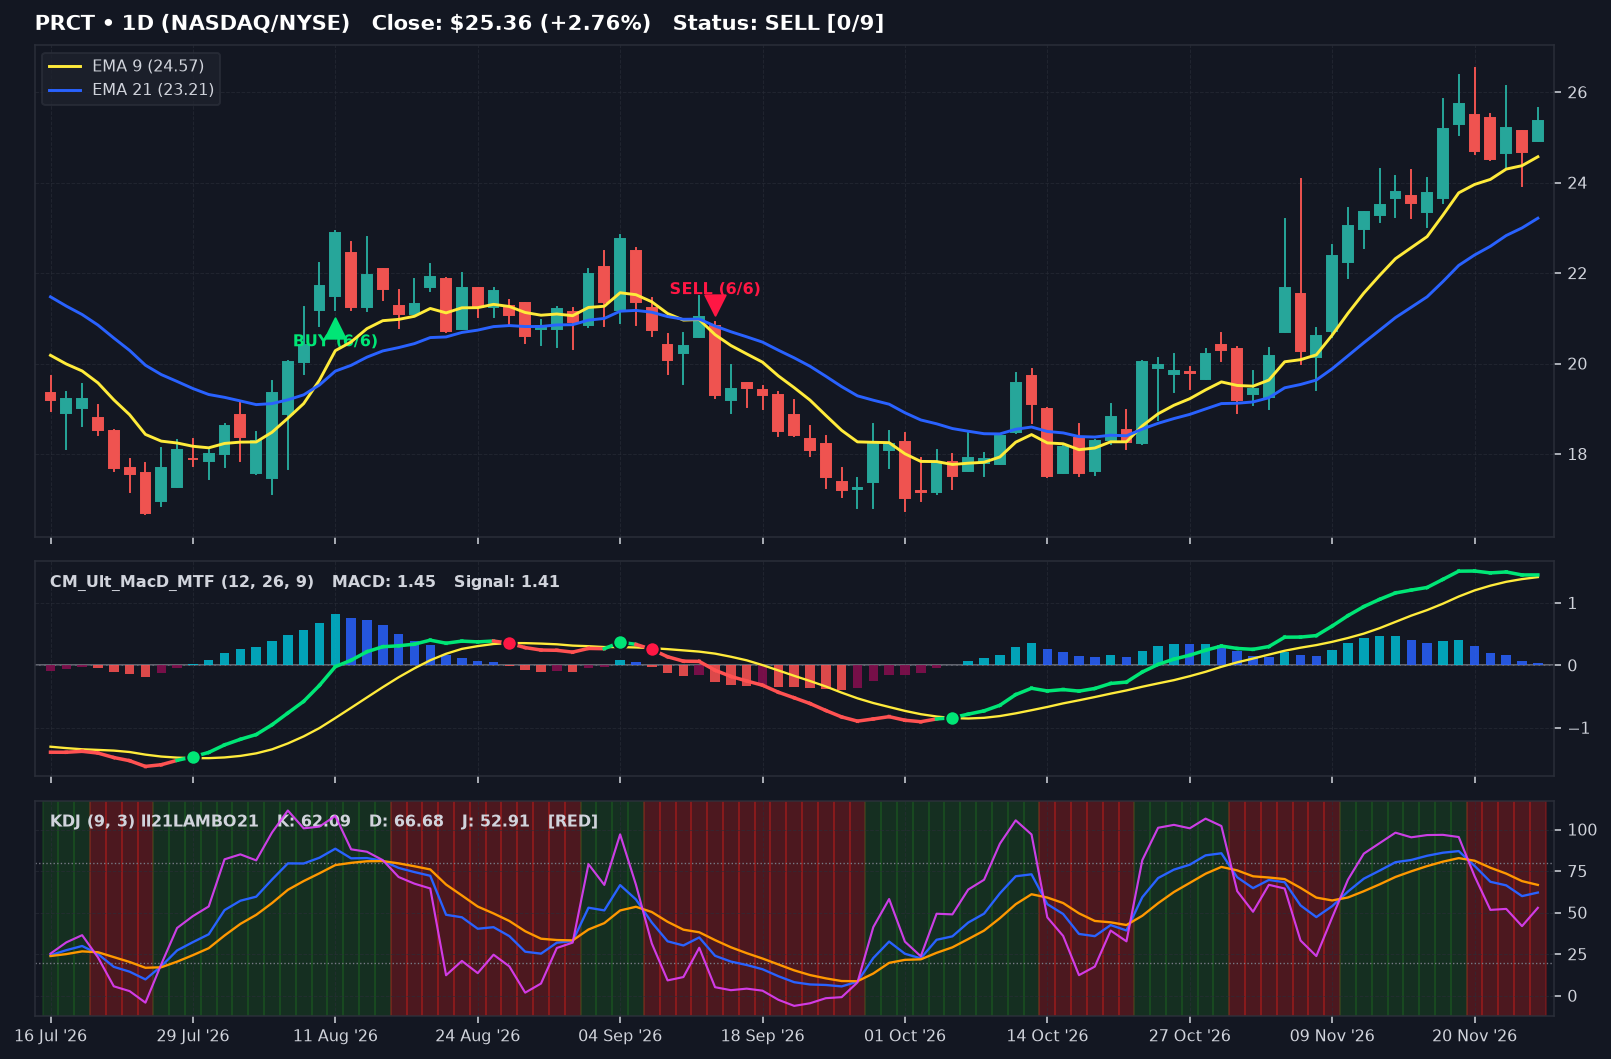 PRCT • 1D (NASDAQ/NYSE)   Close: $25.36 (+2.76%)   Status: SELL [0/9]
EMA 9 (24.57)
EMA 21 (23.21)
26
24
22
20
18
SELL (6/6)
BUY (6/6)
CM_Ult_MacD_MTF (12, 26, 9)   MACD: 1.45   Signal: 1.41
1
0
−1
KDJ (9, 3) II21LAMBO21   K: 62.09   D: 66.68   J: 52.91   [RED]
100
75
50
25
0
16 Jul '26   29 Jul '26   11 Aug '26   24 Aug '26   04 Sep '26   18 Sep '26   01 Oct '26   14 Oct '26   27 Oct '26   09 Nov '26   20 Nov '26